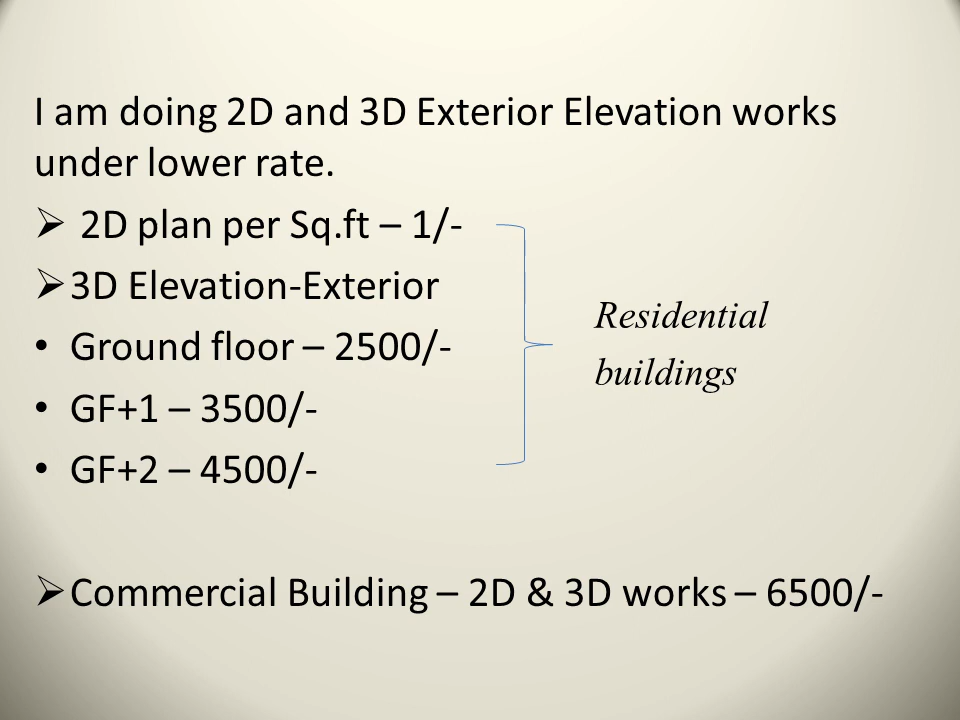 I am doing 2D and 3D Exterior Elevation works
under lower rate.
➢ 2D plan per Sq.ft – 1/-
➢ 3D Elevation-Exterior
• Ground floor – 2500/-
• GF+1 – 3500/-
• GF+2 – 4500/-
Residential
buildings
➢ Commercial Building – 2D & 3D works – 6500/-